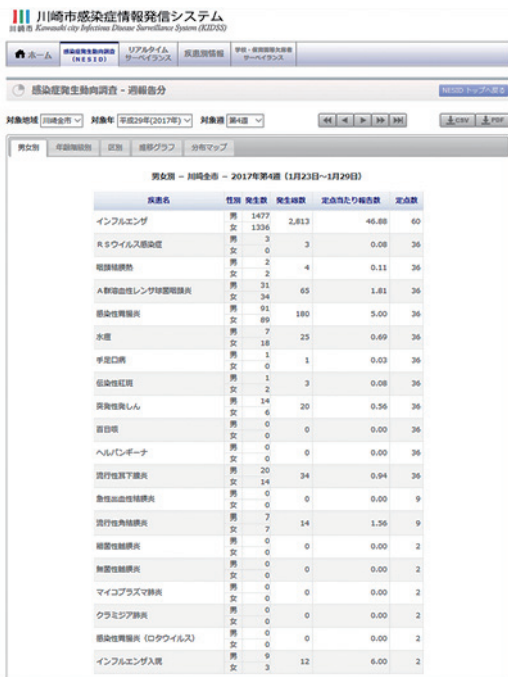 川崎市感染症情報発信システム
川崎市 Kawasaki city Infectious Disease Surveillance System (KIDSS)
ホーム 感染症発生動向調査 (NESID) リアルタイム サーベイランス 疾患別情報 学校・保育園等欠席者 サーベイランス
感染症発生動向調査 - 週報告分 NESID トップへ戻る
対象地域 川崎全市 対象年 平成29年(2017年) 対象週 第4週 CSV PDF
男女別 年齢階級別 区別 推移グラフ 分布マップ
男女別 － 川崎全市 － 2017年第4週 (1月23日～1月29日)
疾患名 性別 発生数 発生総数 定点当たり報告数 定点数
インフルエンザ 男 1477 女 1336 2,813 46.88 60
ＲＳウイルス感染症 男 3 女 0 3 0.08 36
咽頭結膜熱 男 2 女 2 4 0.11 36
Ａ群溶血性レンサ球菌咽頭炎 男 31 女 34 65 1.81 36
感染性胃腸炎 男 91 女 89 180 5.00 36
水痘 男 7 女 18 25 0.69 36
手足口病 男 1 女 0 1 0.03 36
伝染性紅斑 男 1 女 2 3 0.08 36
突発性発しん 男 14 女 6 20 0.56 36
百日咳 男 0 女 0 0 0.00 36
ヘルパンギーナ 男 0 女 0 0 0.00 36
流行性耳下腺炎 男 20 女 14 34 0.94 36
急性出血性結膜炎 男 0 女 0 0 0.00 9
流行性角結膜炎 男 7 女 7 14 1.56 9
細菌性髄膜炎 男 0 女 0 0 0.00 2
無菌性髄膜炎 男 0 女 0 0 0.00 2
マイコプラズマ肺炎 男 0 女 0 0 0.00 2
クラミジア肺炎 男 0 女 0 0 0.00 2
感染性胃腸炎（ロタウイルス） 男 0 女 0 0 0.00 2
インフルエンザ入院 男 9 女 3 12 6.00 2